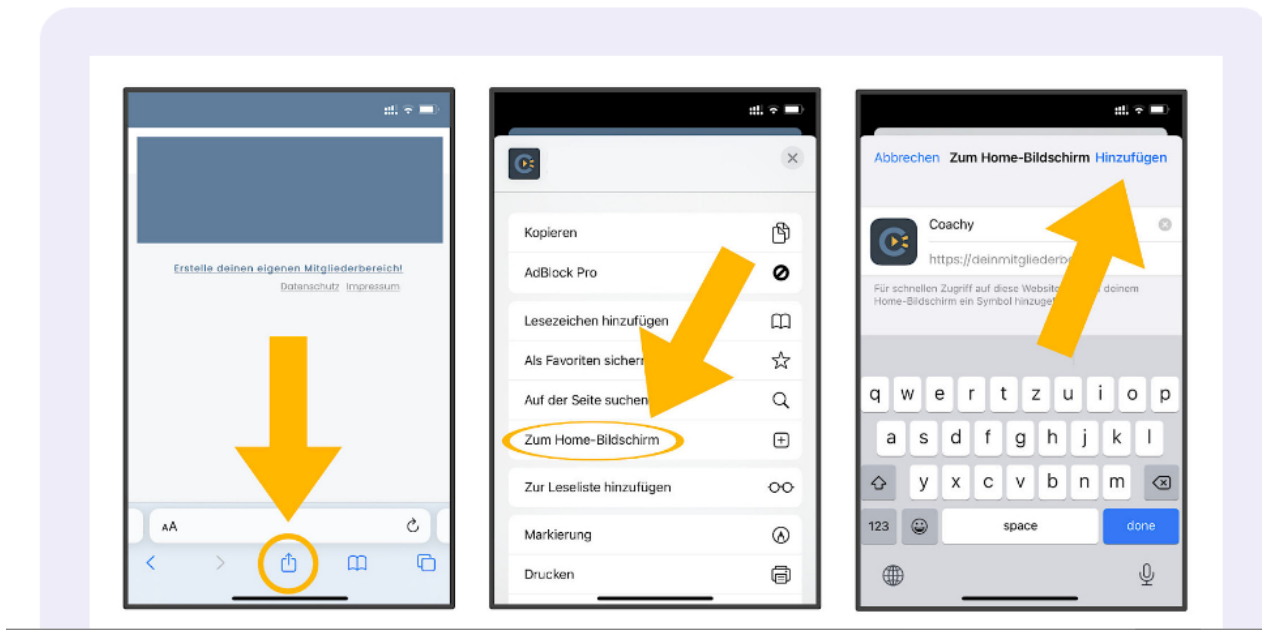 Erstelle deinen eigenen Mitgliederbereich!
Datenschutz Impressum
AA
Kopieren
AdBlock Pro
Lesezeichen hinzufügen
Als Favoriten sichern
Auf der Seite suchen
Zum Home-Bildschirm
Zur Leseliste hinzufügen
Markierung
Drucken
Abbrechen Zum Home-Bildschirm Hinzufügen
Coachy
https://deinmitgliederbe
Für schnellen Zugriff auf diese Website deinem
Home-Bildschirm ein Symbol
q w e r t z u i o p
a s d f g h j k l
y x c v b n m
123 space done